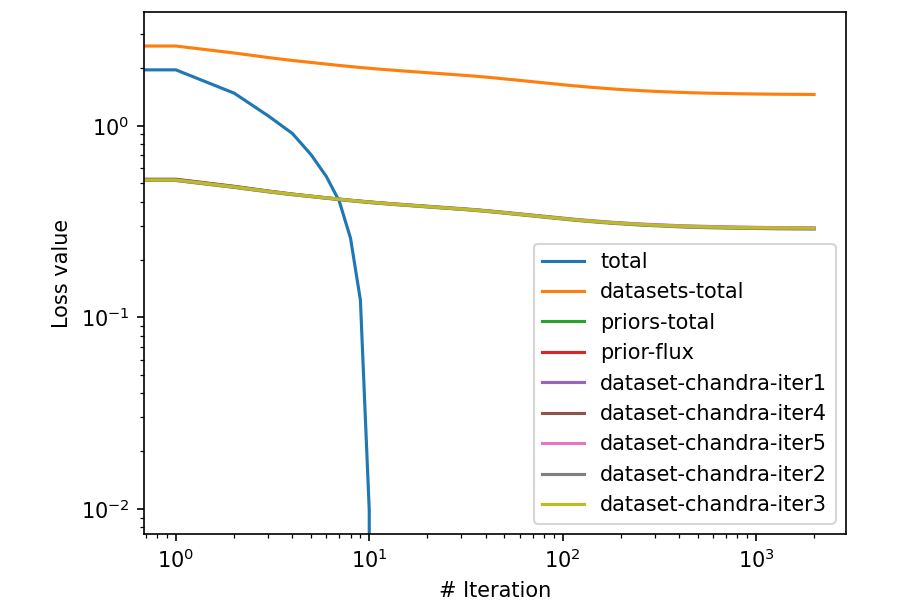 10⁰
10⁻¹
10⁻²
Loss value
10⁰
10¹
10²
10³
# Iteration
total
datasets-total
priors-total
prior-flux
dataset-chandra-iter1
dataset-chandra-iter4
dataset-chandra-iter5
dataset-chandra-iter2
dataset-chandra-iter3